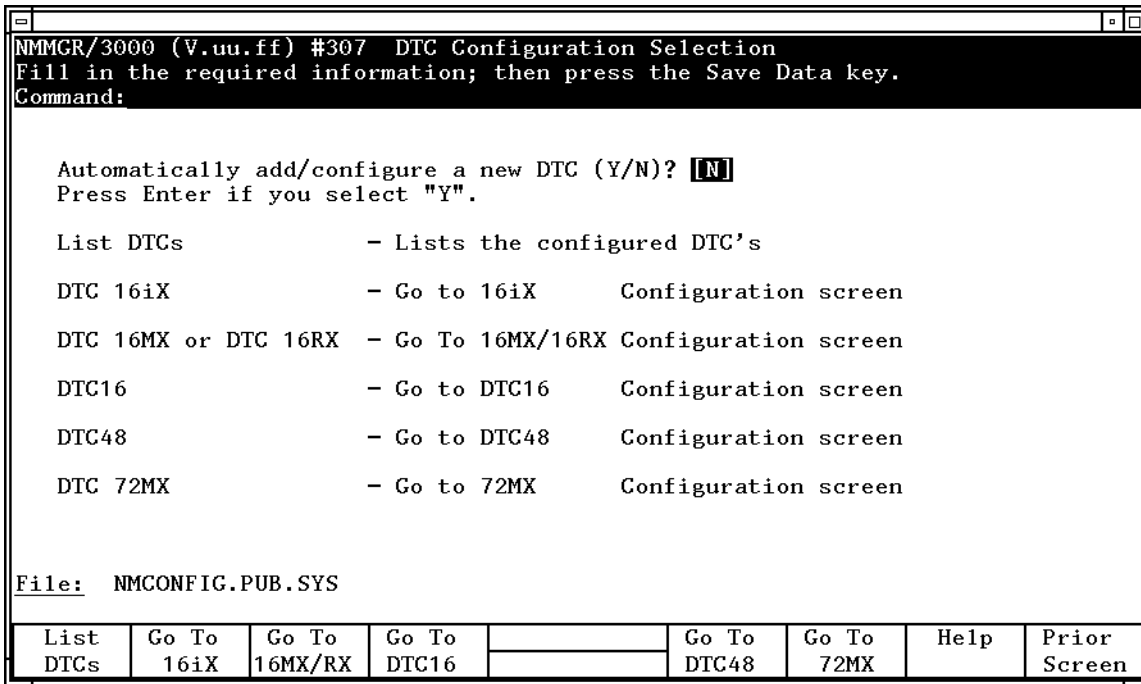 NMMGR/3000 (V.uu.ff) #307  DTC Configuration Selection
Fill in the required information; then press the Save Data key.
Command:
Automatically add/configure a new DTC (Y/N)? [N]
Press Enter if you select "Y".
List DTCs - Lists the configured DTC's
DTC 16iX - Go to 16iX Configuration screen
DTC 16MX or DTC 16RX - Go To 16MX/16RX Configuration screen
DTC16 - Go to DTC16 Configuration screen
DTC48 - Go to DTC48 Configuration screen
DTC 72MX - Go to 72MX Configuration screen
File: NMCONFIG.PUB.SYS
List Go To Go To Go To Go To Go To Help Prior
DTCs 16iX 16MX/RX DTC16 DTC48 72MX Screen